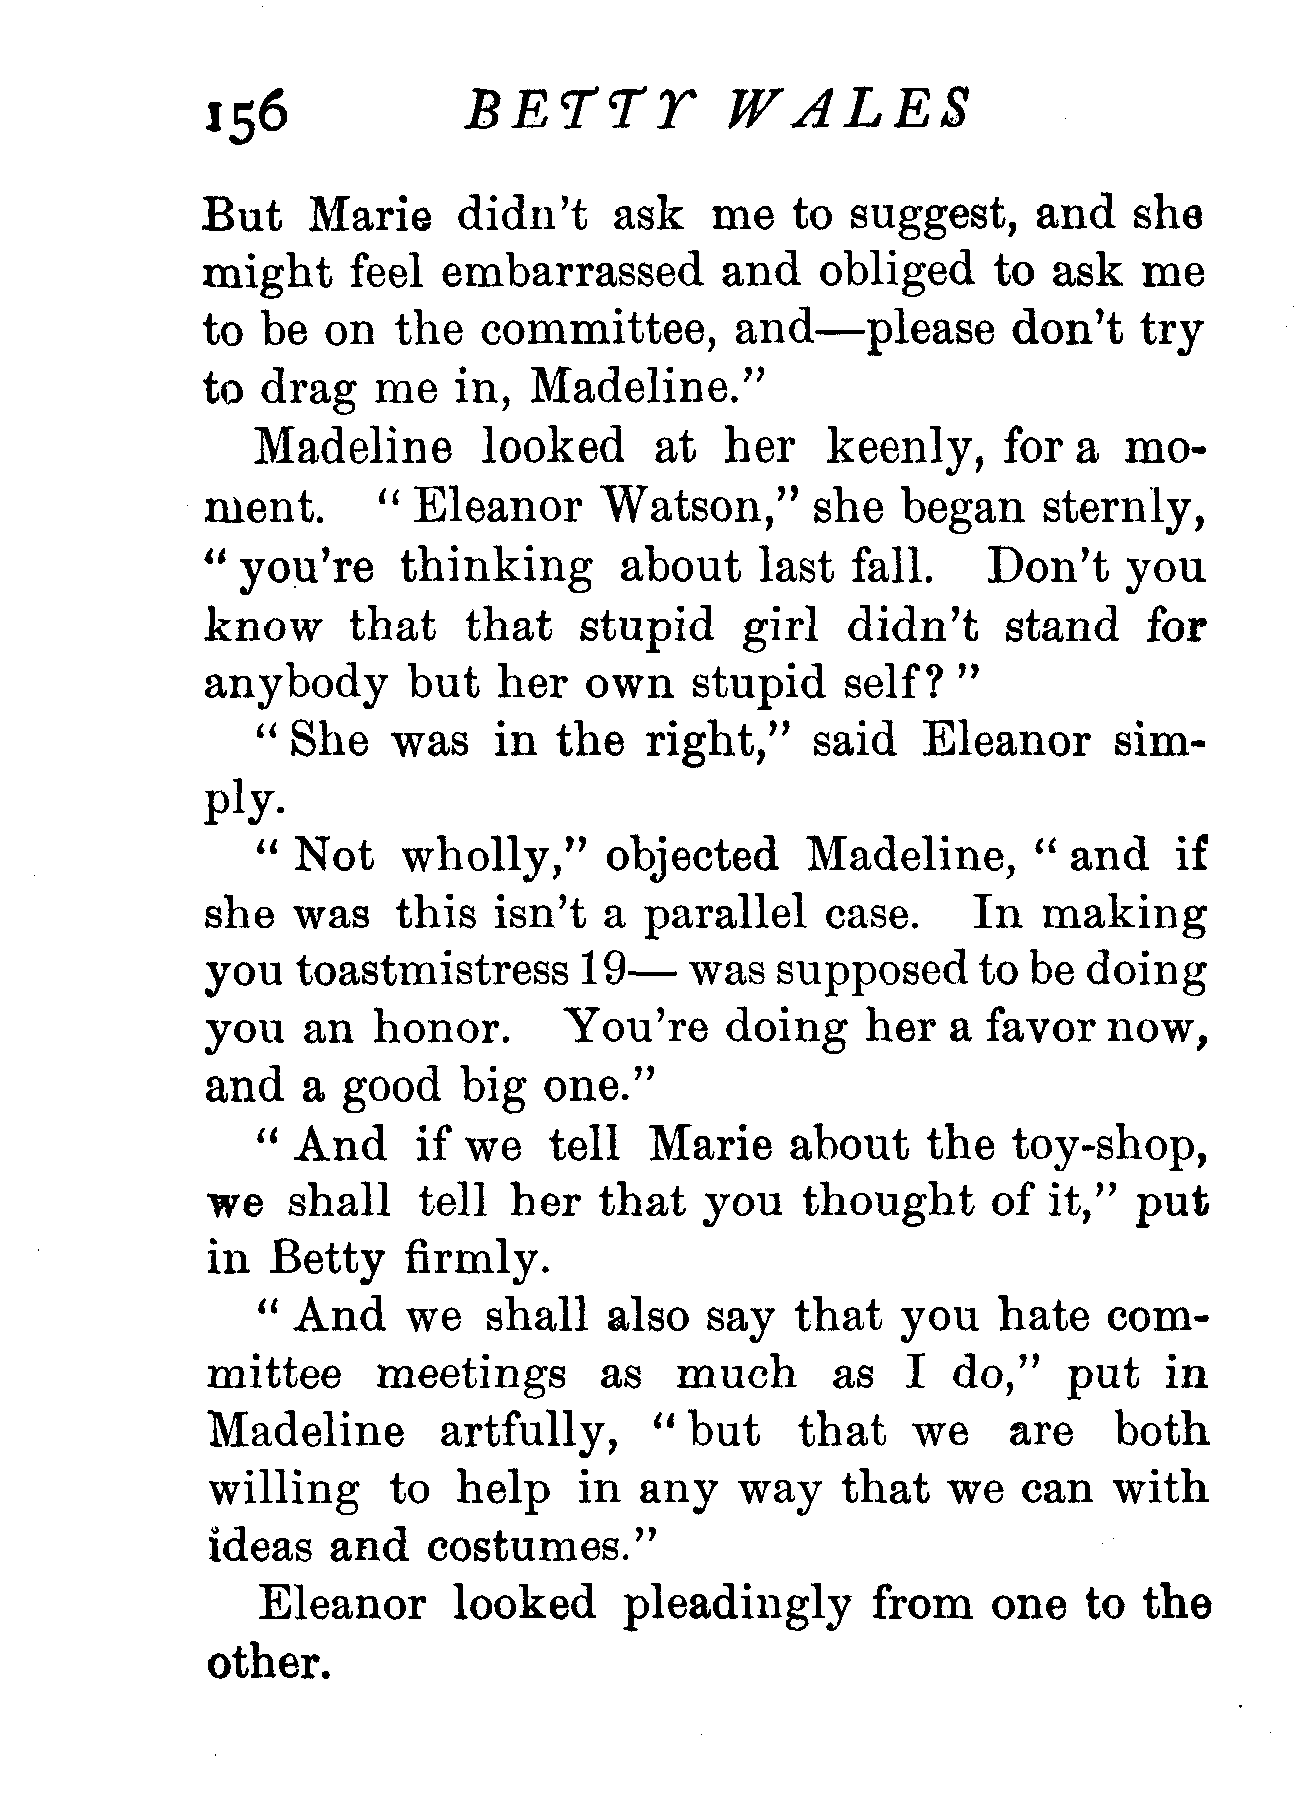 156 BETTY WALES
But Marie didn't ask me to suggest, and she
might feel embarrassed and obliged to ask me
to be on the committee, and—please don't try
to drag me in, Madeline."
Madeline looked at her keenly, for a mo-
ment. "Eleanor Watson," she began sternly,
"you're thinking about last fall. Don't you
know that that stupid girl didn't stand for
anybody but her own stupid self?"
"She was in the right," said Eleanor sim-
ply.
"Not wholly," objected Madeline, "and if
she was this isn't a parallel case. In making
you toastmistress 19— was supposed to be doing
you an honor. You're doing her a favor now,
and a good big one."
"And if we tell Marie about the toy-shop,
we shall tell her that you thought of it," put
in Betty firmly.
"And we shall also say that you hate com-
mittee meetings as much as I do," put in
Madeline artfully, "but that we are both
willing to help in any way that we can with
ideas and costumes."
Eleanor looked pleadingly from one to the
other.